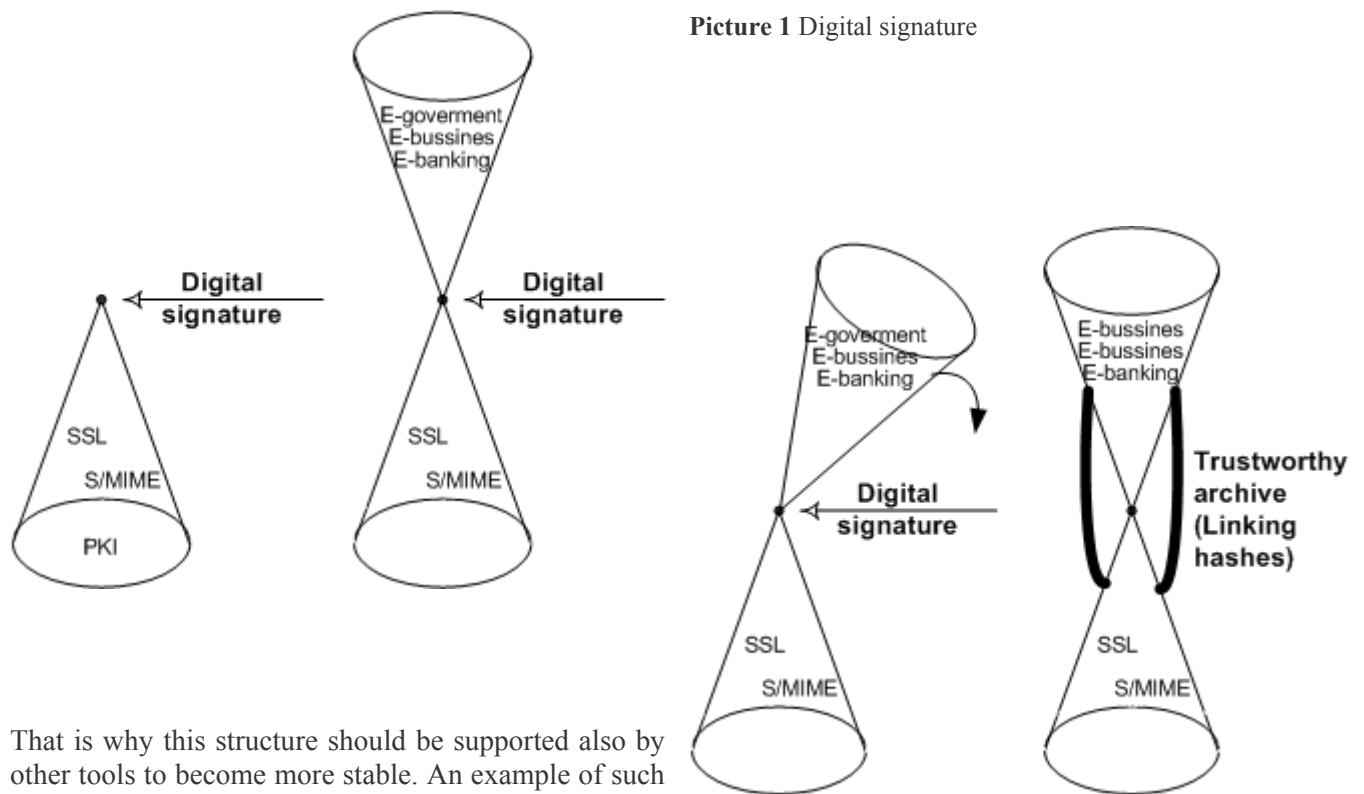 Picture 1 Digital signature
E-goverment
E-bussines
E-banking
Digital
signature
Digital
signature
SSL
S/MIME
PKI
SSL
S/MIME
E-goverment
E-bussines
E-banking
Digital
signature
SSL
S/MIME
E-bussines
E-bussines
E-banking
Trustworthy
archive
(Linking
hashes)
SSL
S/MIME
That is why this structure should be supported also by
other tools to become more stable. An example of such